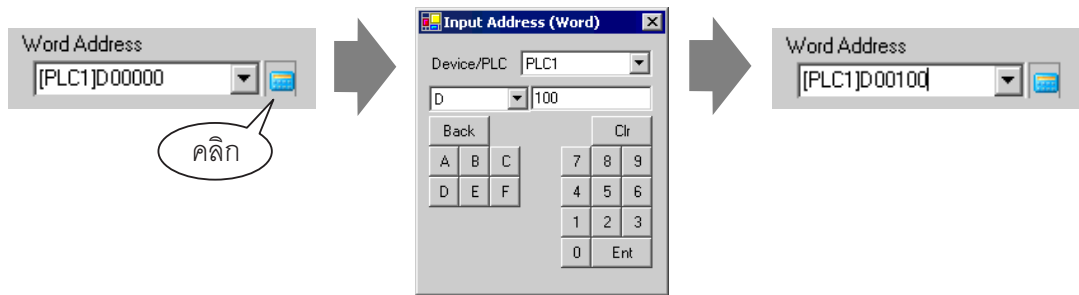 Word Address
[PLC1]D00000
คลิก
Input Address (Word)
Device/PLC PLC1
D 100
Back Clr
A B C 7 8 9
D E F 4 5 6
1 2 3
0 Ent
Word Address
[PLC1]D00100